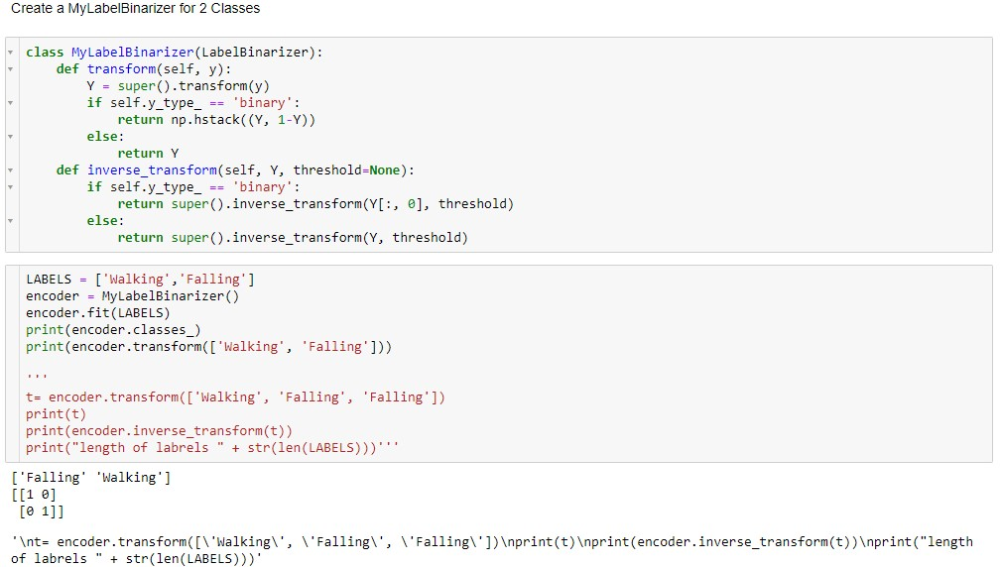 Create a MyLabelBinarizer for 2 Classes
class MyLabelBinarizer(LabelBinarizer):
    def transform(self, y):
        Y = super().transform(y)
        if self.y_type_ == 'binary':
            return np.hstack((Y, 1-Y))
        else:
            return Y
    def inverse_transform(self, Y, threshold=None):
        if self.y_type_ == 'binary':
            return super().inverse_transform(Y[:, 0], threshold)
        else:
            return super().inverse_transform(Y, threshold)
LABELS = ['Walking','Falling']
encoder = MyLabelBinarizer()
encoder.fit(LABELS)
print(encoder.classes_)
print(encoder.transform(['Walking', 'Falling']))
'''
t= encoder.transform(['Walking', 'Falling', 'Falling'])
print(t)
print(encoder.inverse_transform(t))
print("length of labrels " + str(len(LABELS)))'''
['Falling' 'Walking']
[[1 0]
 [0 1]]
'\nt= encoder.transform([\'Walking\', \'Falling\', \'Falling\'])\nprint(t)\nprint(encoder.inverse_transform(t))\nprint("length
of labrels " + str(len(LABELS)))'